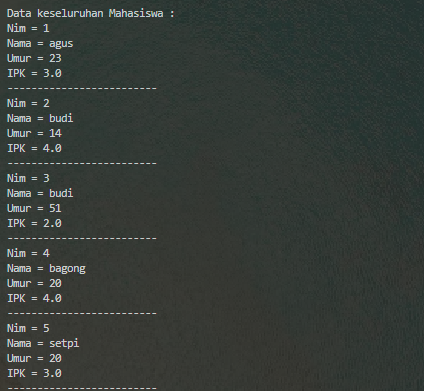 Data keseluruhan Mahasiswa :
Nim = 1
Nama = agus
Umur = 23
IPK = 3.0
-------------------------
Nim = 2
Nama = budi
Umur = 14
IPK = 4.0
-------------------------
Nim = 3
Nama = budi
Umur = 51
IPK = 2.0
-------------------------
Nim = 4
Nama = bagong
Umur = 20
IPK = 4.0
-------------------------
Nim = 5
Nama = setpi
Umur = 20
IPK = 3.0
-------------------------